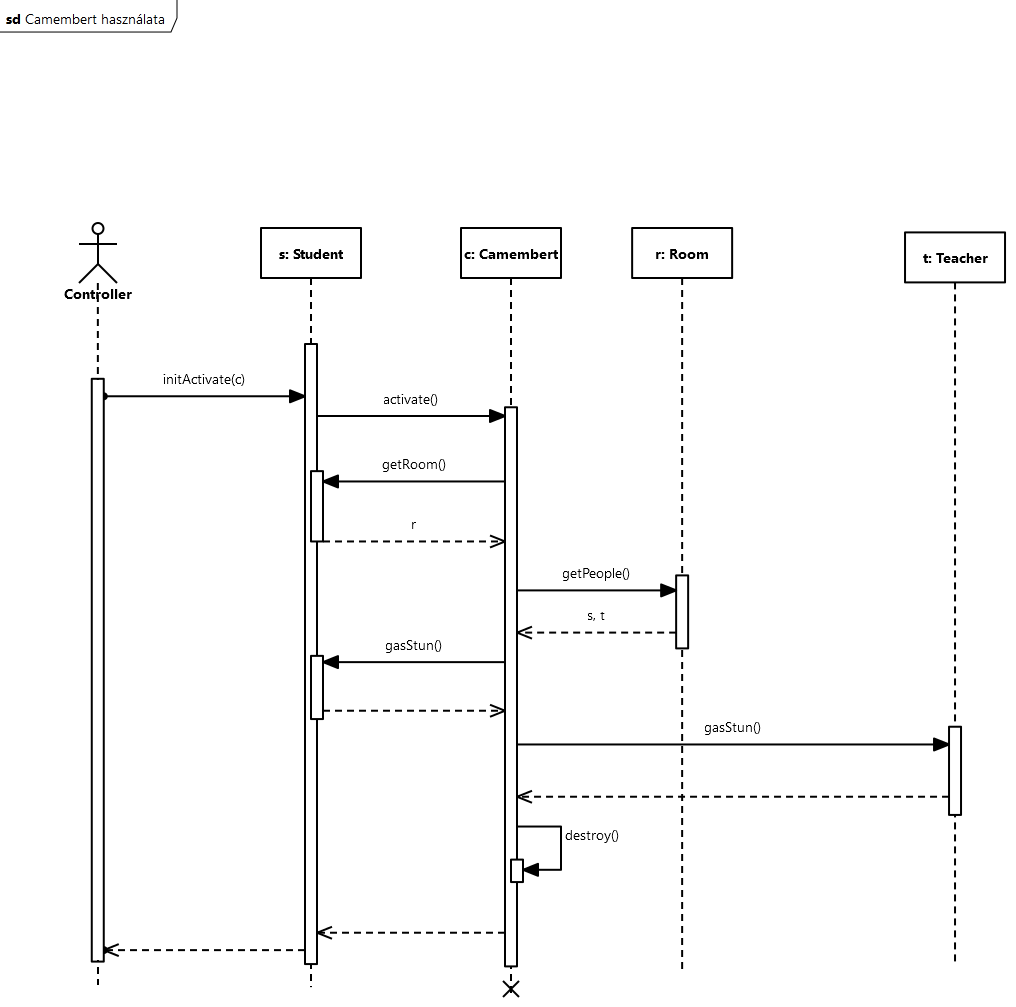 sd Camembert használata
Controller
s: Student
c: Camembert
r: Room
t: Teacher
initActivate(c)
activate()
getRoom()
r
getPeople()
s, t
gasStun()
gasStun()
destroy()